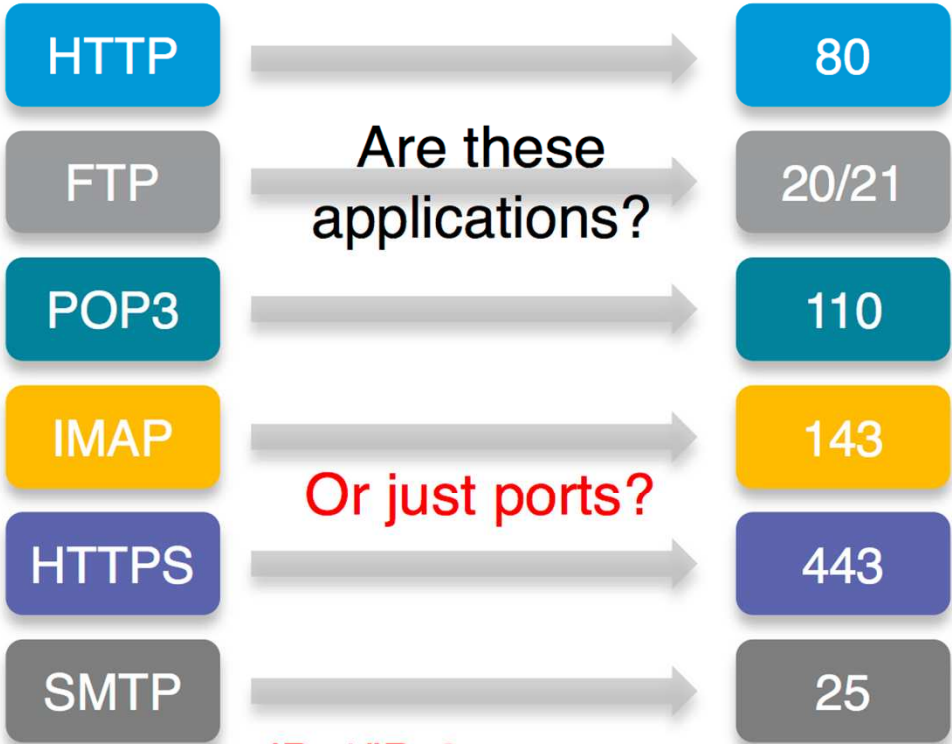 HTTP
80
Are these
FTP
20/21
applications?
POP3
110
IMAP
143
Or just ports?
HTTPS
443
SMTP
25